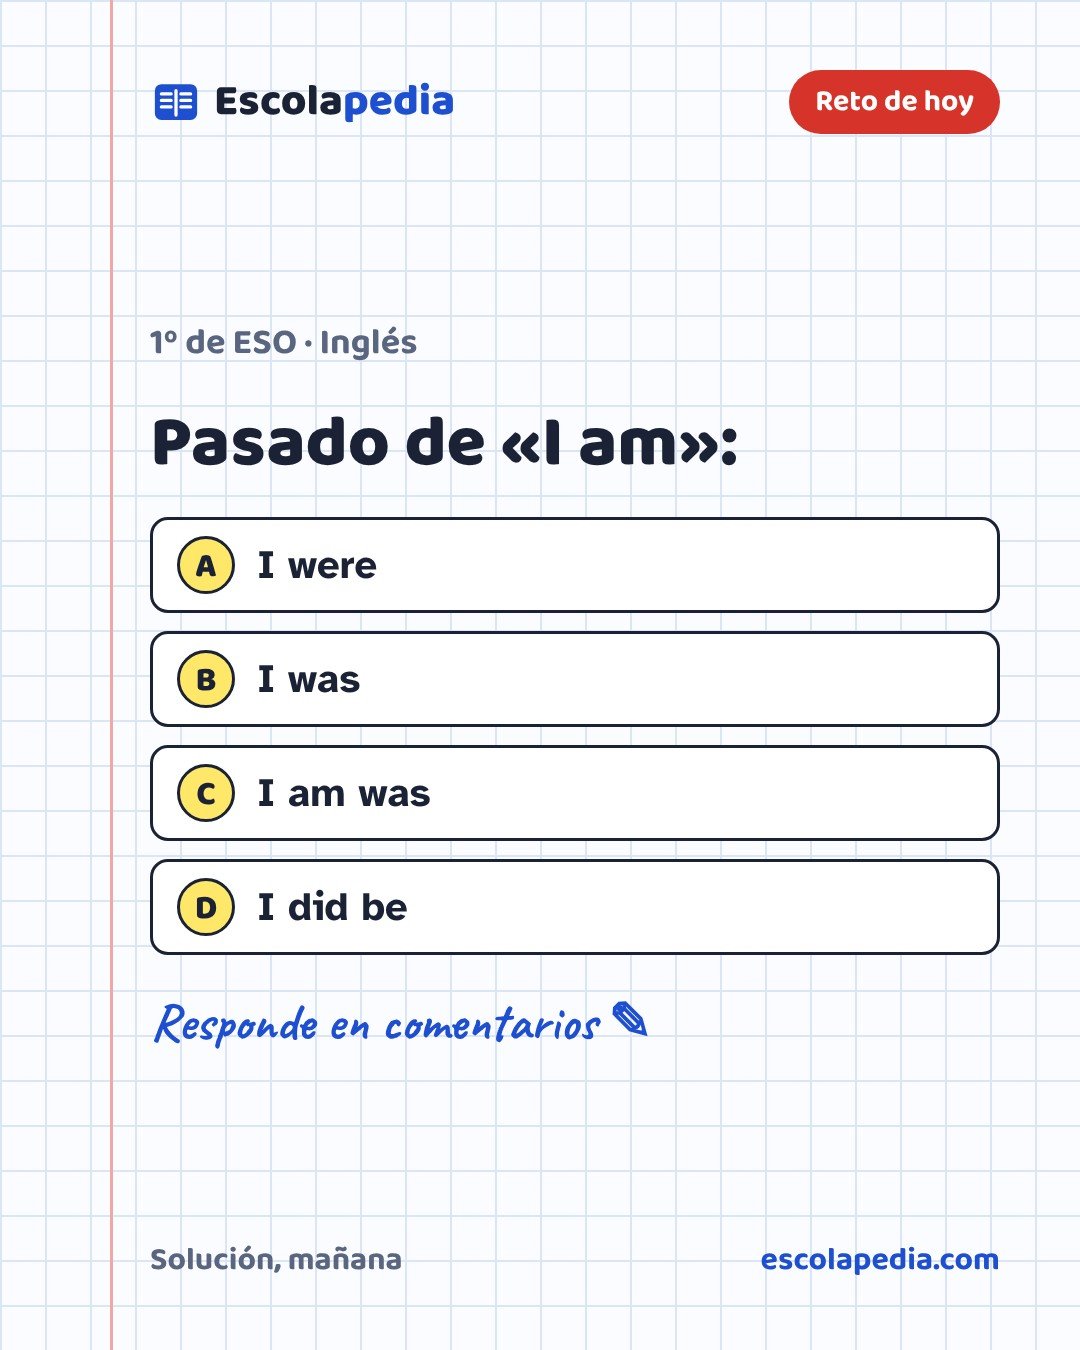 Escolapedia
Reto de hoy
1º de ESO · Inglés
Pasado de «I am»:
A I were
B I was
C I am was
D I did be
Responde en comentarios ✎
Solución, mañana
escolapedia.com